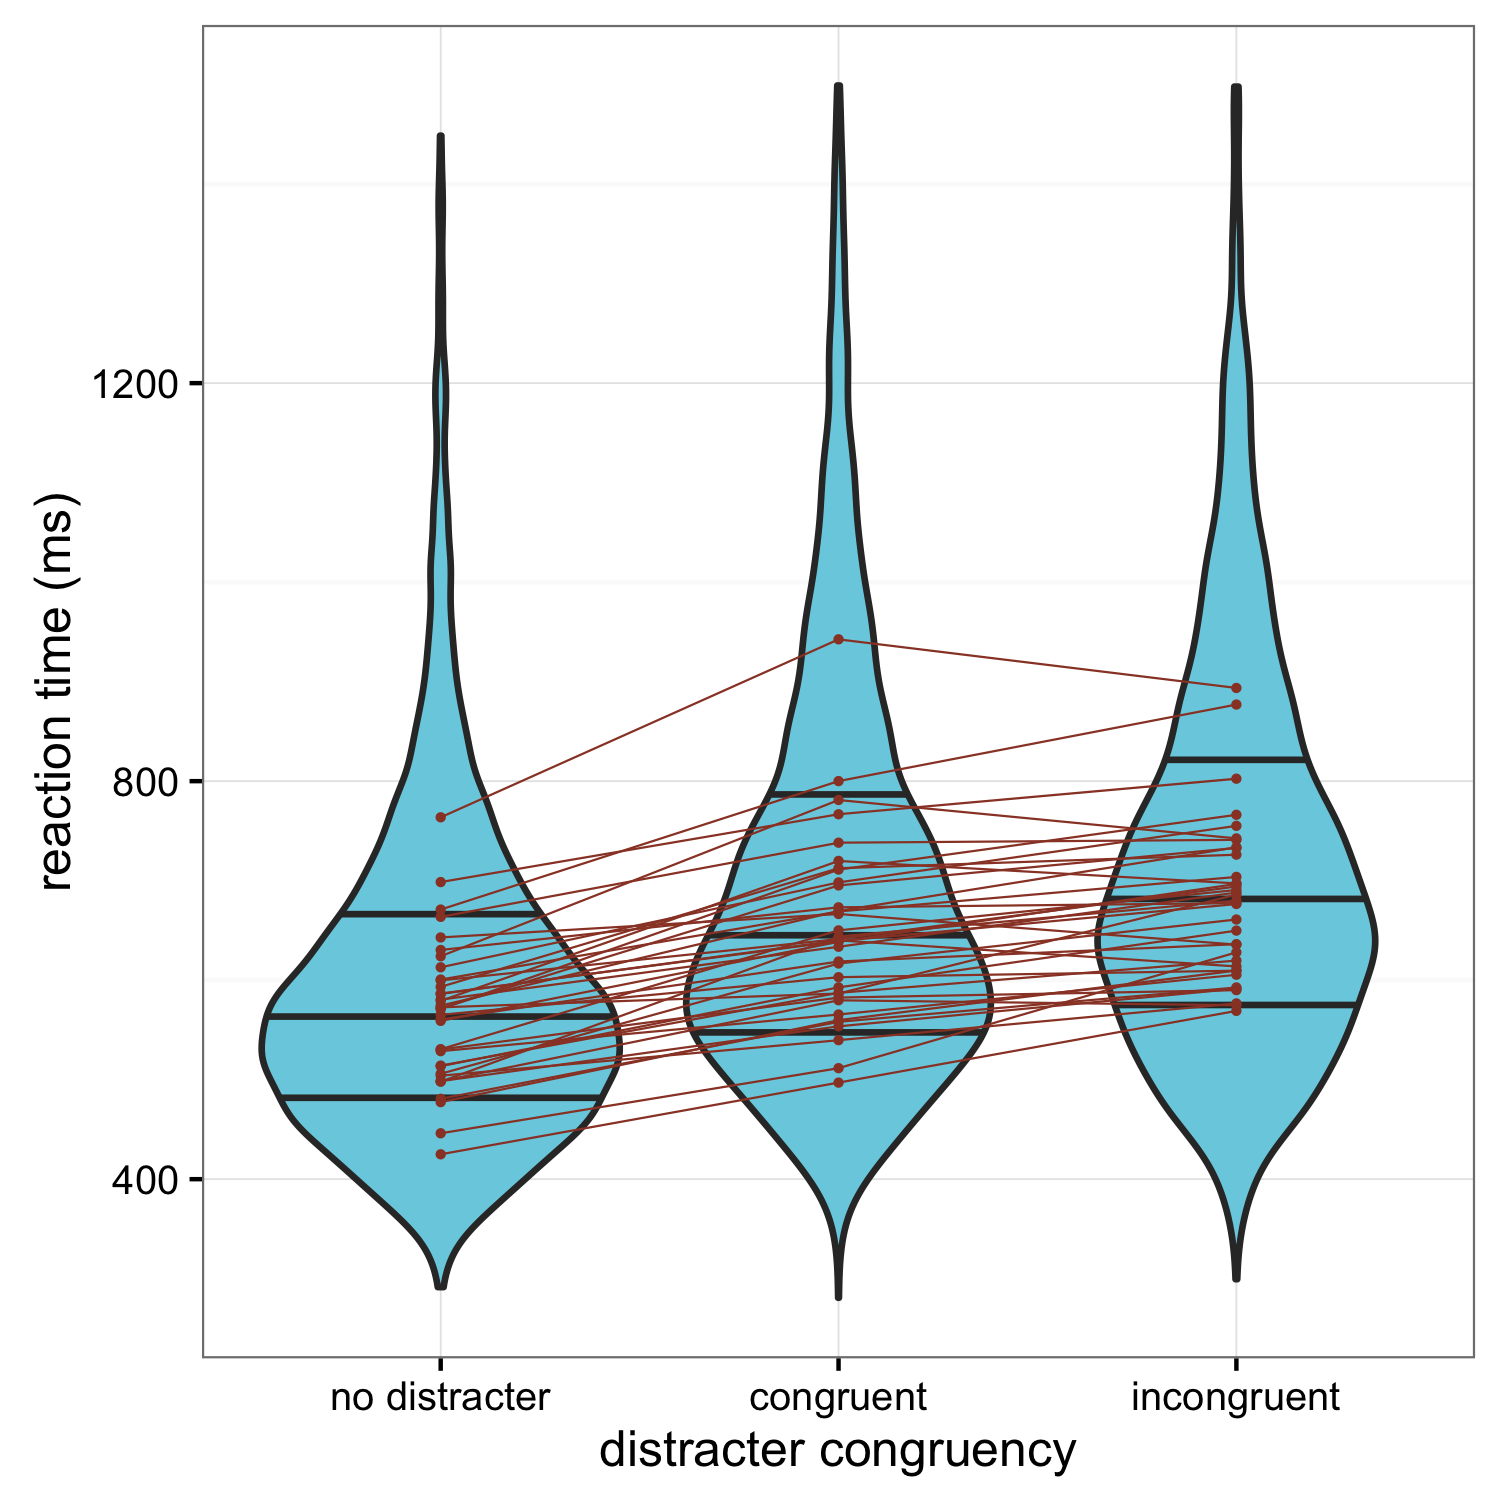 reaction time (ms)
1200
800
400
no distracter congruent incongruent
distracter congruency